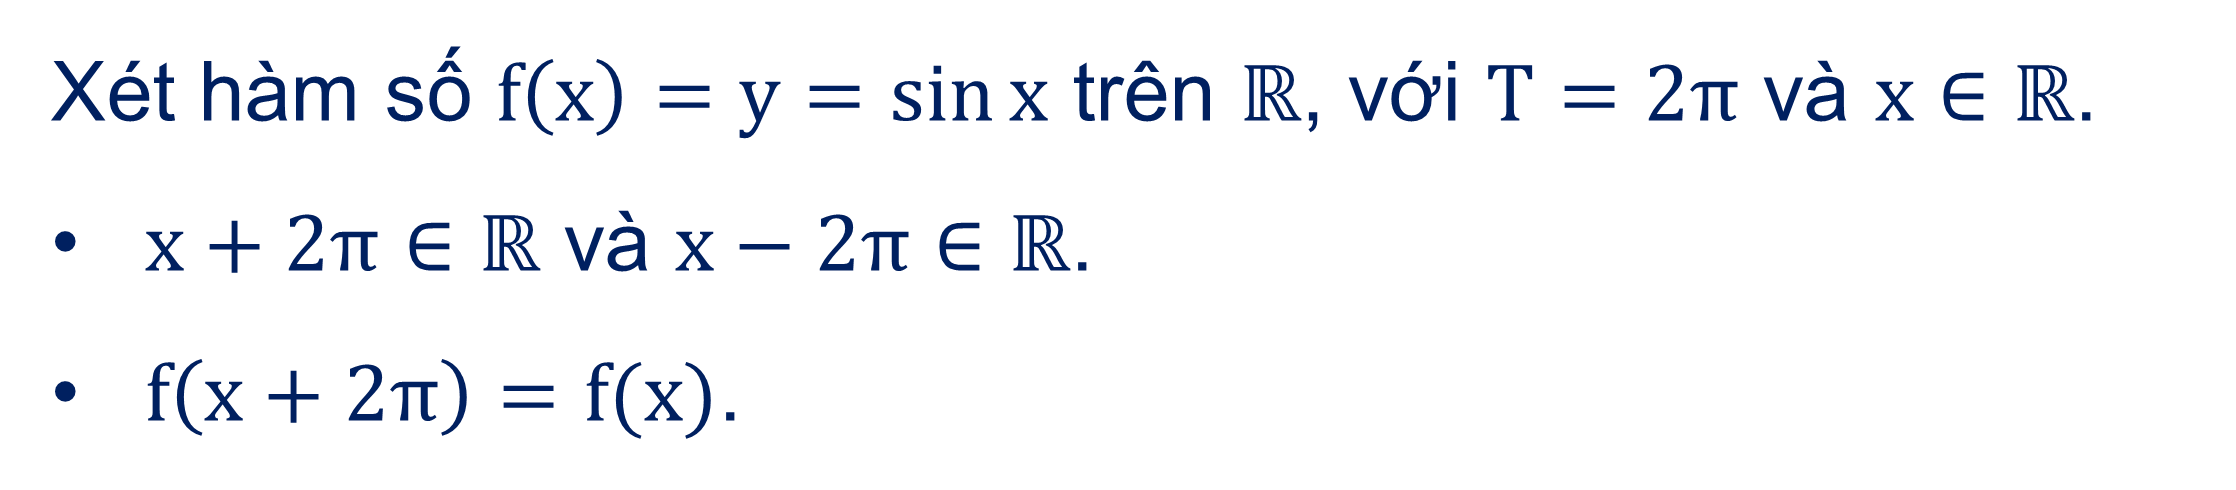 Xét hàm số f(x) = y = sin x trên ℝ, với T = 2π và x ∈ ℝ.
• x + 2π ∈ ℝ và x − 2π ∈ ℝ.
• f(x + 2π) = f(x).